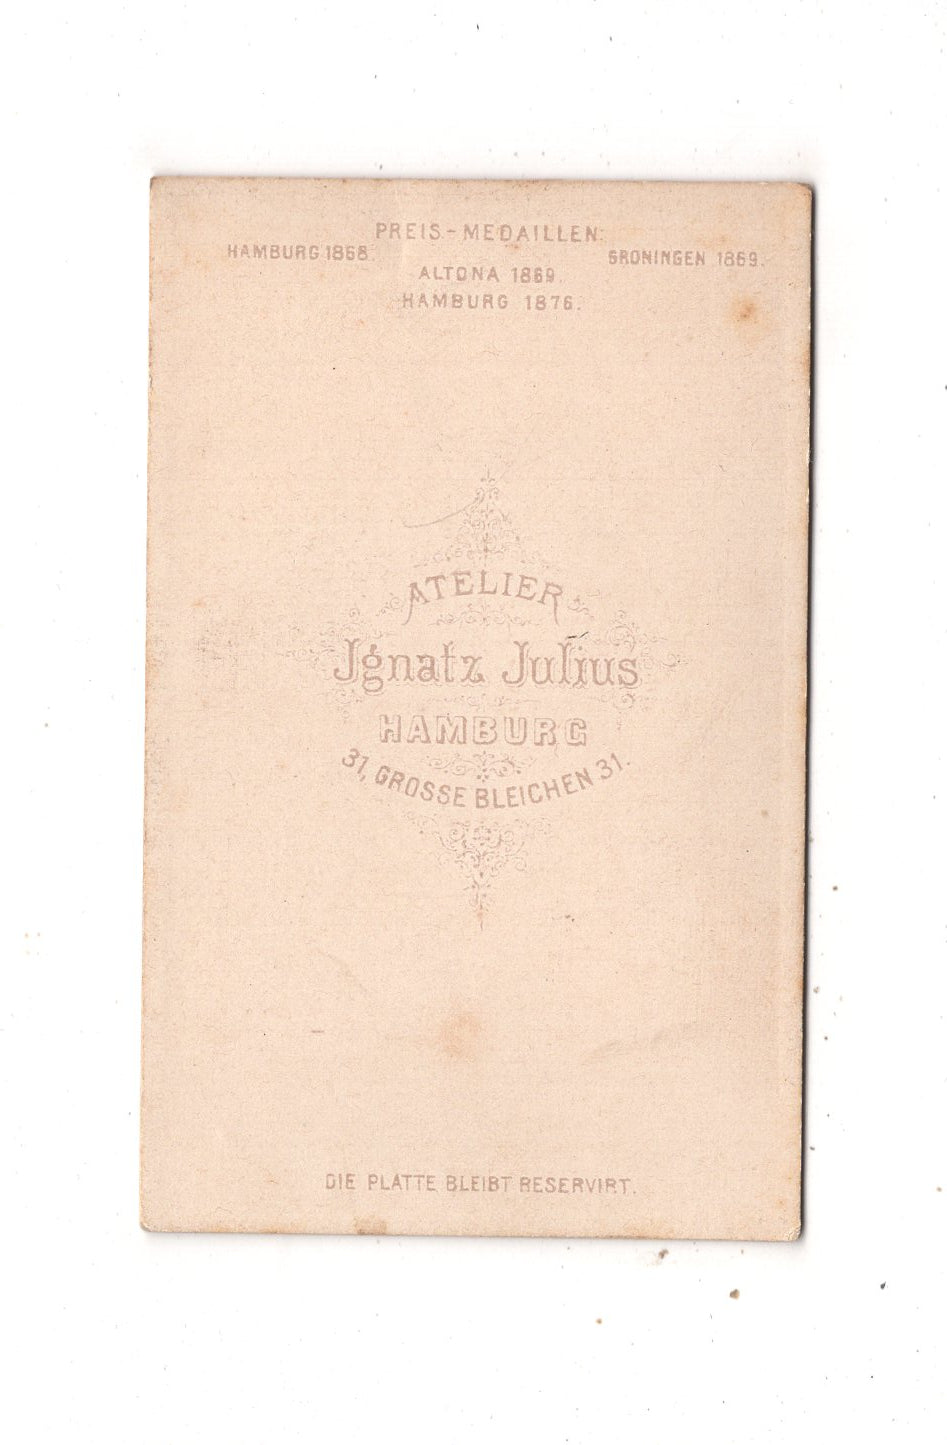 PREIS-MEDAILLEN:
HAMBURG 1868.
GRONINGEN 1869.
ALTONA 1869.
HAMBURG 1876.
ATELIER
Jgnatz Julius
HAMBURG
31, GROSSE BLEICHEN 31.
DIE PLATTE BLEIBT RESERVIRT.